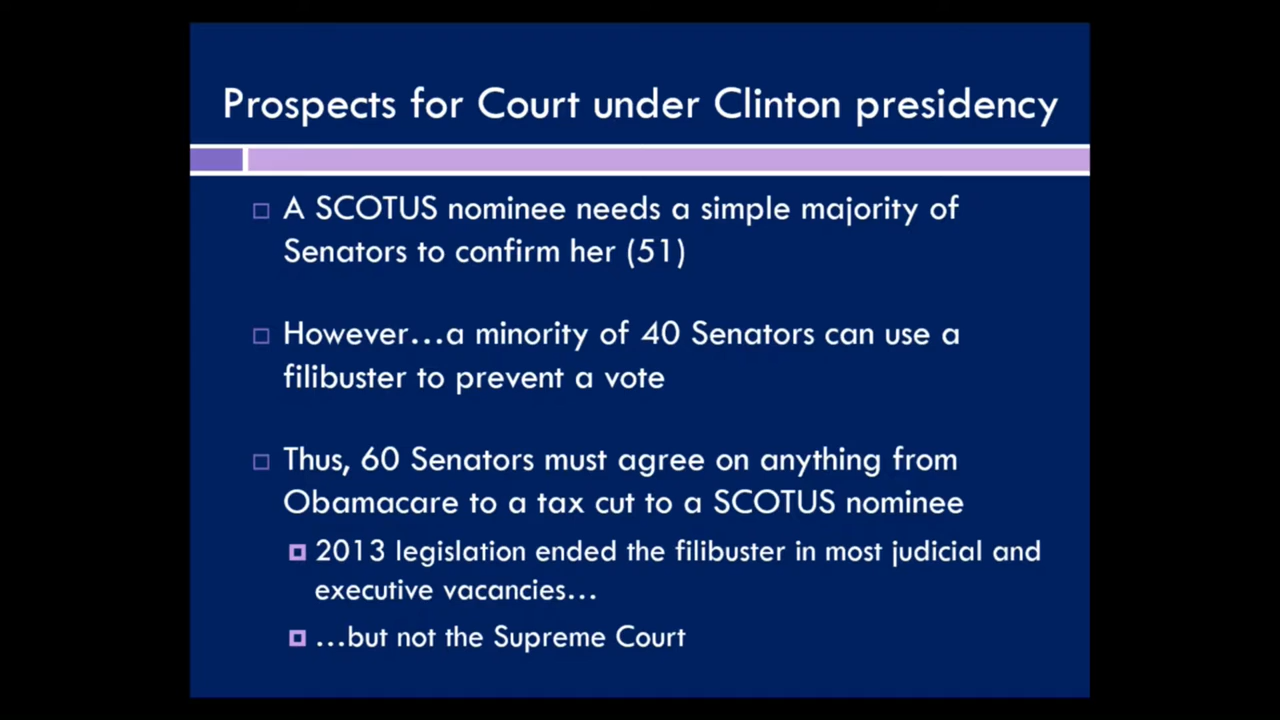 Prospects for Court under Clinton presidency
A SCOTUS nominee needs a simple majority of
Senators to confirm her (51)
However...a minority of 40 Senators can use a
filibuster to prevent a vote
Thus, 60 Senators must agree on anything from
Obamacare to a tax cut to a SCOTUS nominee
2013 legislation ended the filibuster in most judicial and
executive vacancies...
...but not the Supreme Court